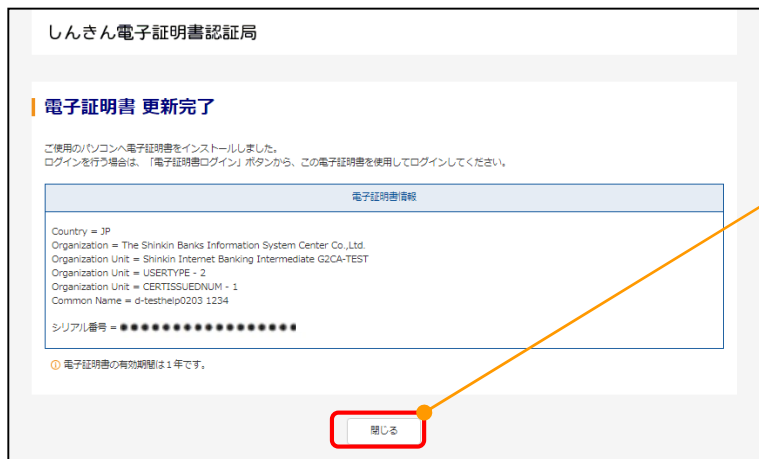 しんきん電子証明書認証局
電子証明書 更新完了
ご使用のパソコンへ電子証明書をインストールしました。
ログインを行う場合は、「電子証明書ログイン」ボタンから、この電子証明書を使用してログインしてください。
電子証明書情報
Country = JP
Organization = The Shinkin Banks Information System Center Co.,Ltd.
Organization Unit = Shinkin Internet Banking Intermediate G2CA-TEST
Organization Unit = USERTYPE - 2
Organization Unit = CERTISSUEDNUM - 1
Common Name = d-testhelp0203 1234
シリアル番号 = ●●●●●●●●●●●●●●●●●
電子証明書の有効期間は１年です。
閉じる